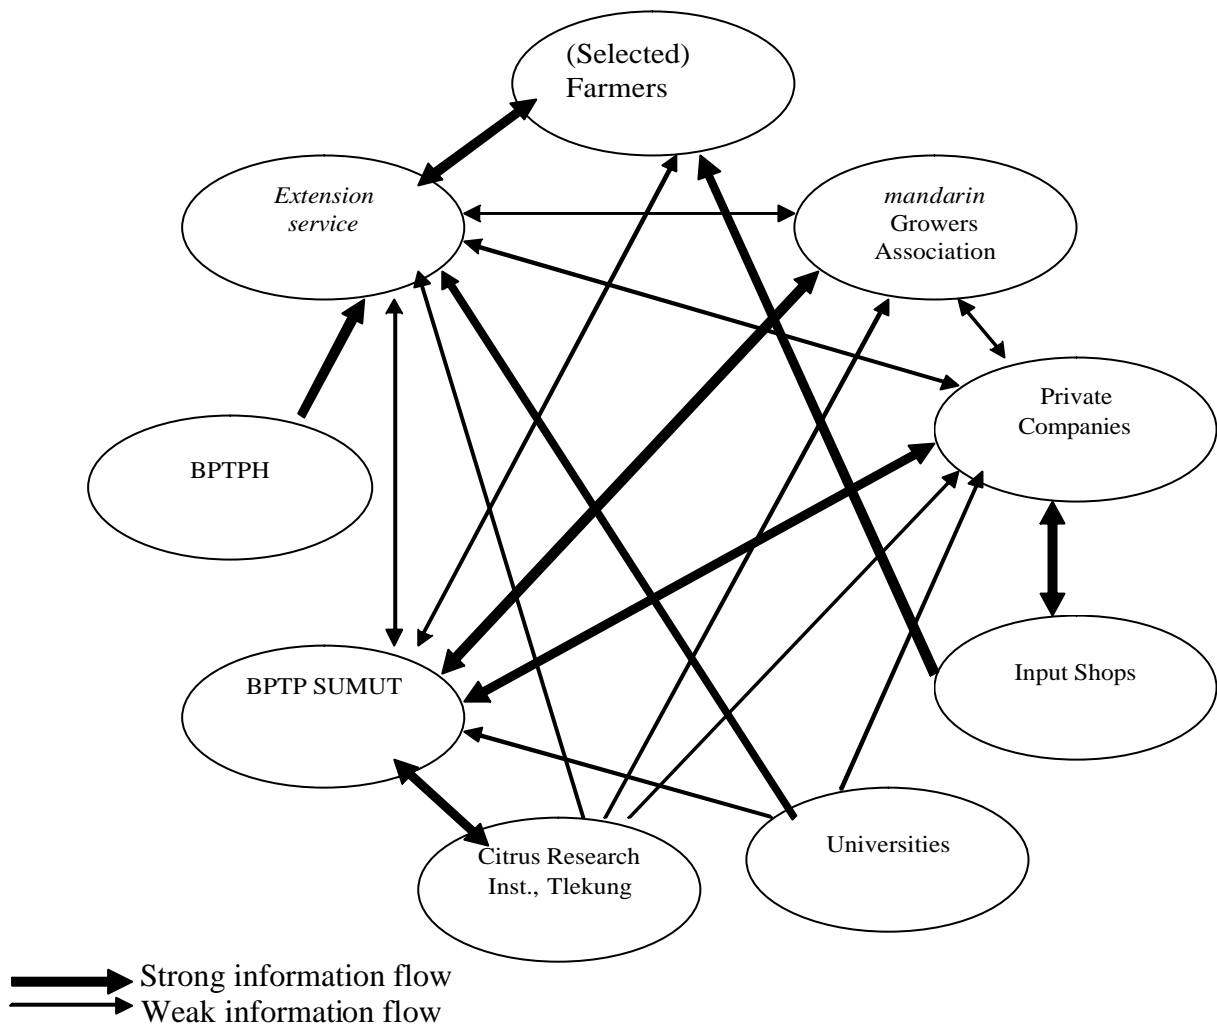 (Selected)
Farmers
Extension
service
mandarin
Growers
Association
Private
Companies
BPTPH
Input Shops
BPTP SUMUT
Universities
Citrus Research
Inst., Tlekung
Strong information flow
Weak information flow